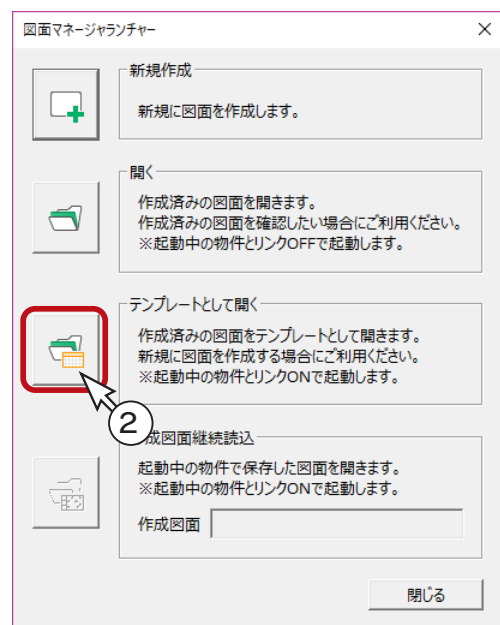 図面マネージャランチャー
新規作成
新規に図面を作成します。
開く
作成済みの図面を開きます。
作成済みの図面を確認したい場合にご利用ください。
※起動中の物件とリンクOFFで起動します。
テンプレートとして開く
作成済みの図面をテンプレートとして開きます。
新規に図面を作成する場合にご利用ください。
※起動中の物件とリンクONで起動します。
2
成図面継続読込
起動中の物件で保存した図面を開きます。
※起動中の物件とリンクONで起動します。
作成図面
閉じる